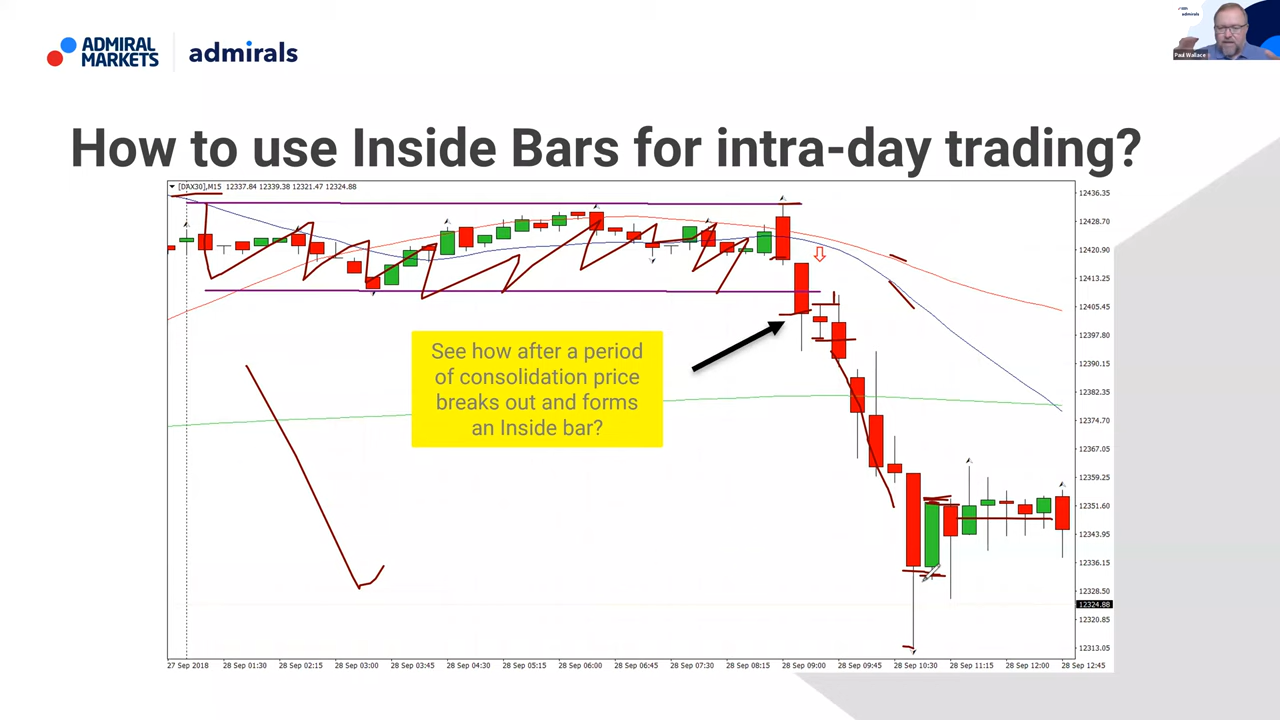 ADMIRAL
MARKETS
admirals
admirals
Paul Wallace
How to use Inside Bars for intra-day trading?
[DAX30],M15 12337.84 12339.38 12321.47 12324.88
12436.35
12428.70
12420.90
12413.25
12405.45
12397.80
12390.15
12382.35
12374.70
12367.05
12359.25
12351.60
12343.95
12336.15
12328.50
12324.88
12320.85
12313.05
See how after a period
of consolidation price
breaks out and forms
an Inside bar?
27 Sep 2018 28 Sep 01:30 28 Sep 02:15 28 Sep 03:00 28 Sep 03:45 28 Sep 04:30 28 Sep 05:15 28 Sep 06:00 28 Sep 06:45 28 Sep 07:30 28 Sep 08:15 28 Sep 09:00 28 Sep 09:45 28 Sep 10:30 28 Sep 11:15 28 Sep 12:00 28 Sep 12:45